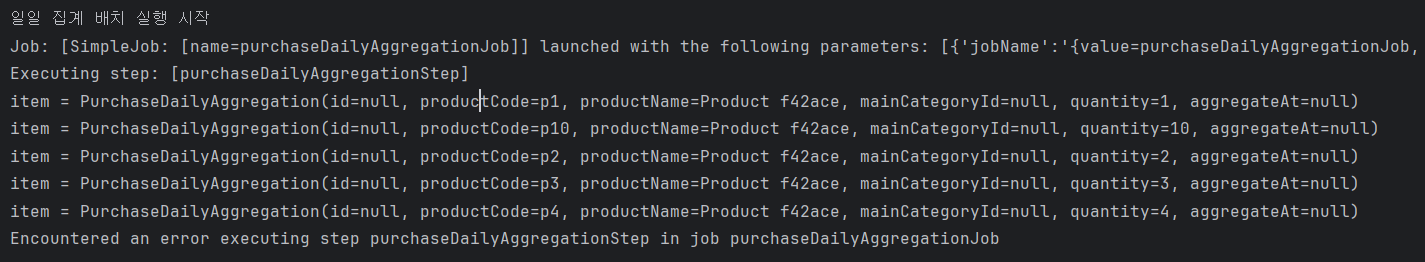 일일 집계 배치 실행 시작
Job: [SimpleJob: [name=purchaseDailyAggregationJob]] launched with the following parameters: [{'jobName':'{value=purchaseDailyAggregationJob,
Executing step: [purchaseDailyAggregationStep]
item = PurchaseDailyAggregation(id=null, productCode=p1, productName=Product f42ace, mainCategoryId=null, quantity=1, aggregateAt=null)
item = PurchaseDailyAggregation(id=null, productCode=p10, productName=Product f42ace, mainCategoryId=null, quantity=10, aggregateAt=null)
item = PurchaseDailyAggregation(id=null, productCode=p2, productName=Product f42ace, mainCategoryId=null, quantity=2, aggregateAt=null)
item = PurchaseDailyAggregation(id=null, productCode=p3, productName=Product f42ace, mainCategoryId=null, quantity=3, aggregateAt=null)
item = PurchaseDailyAggregation(id=null, productCode=p4, productName=Product f42ace, mainCategoryId=null, quantity=4, aggregateAt=null)
Encountered an error executing step purchaseDailyAggregationStep in job purchaseDailyAggregationJob